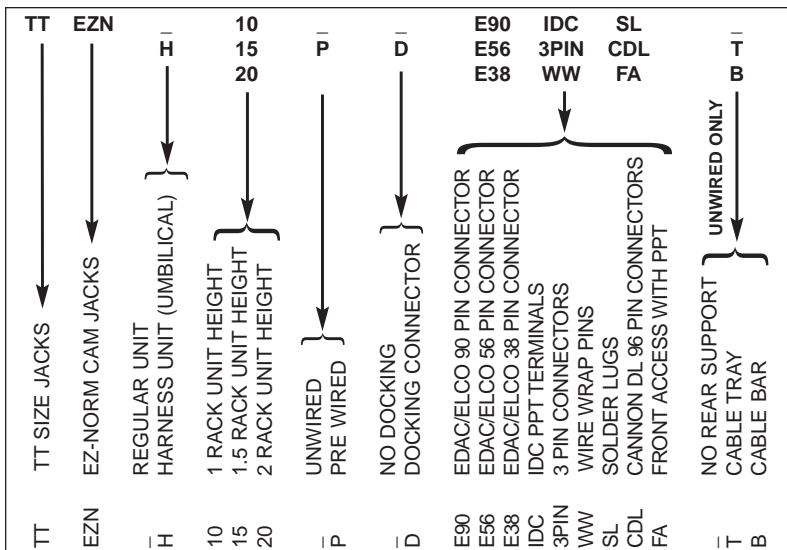 TT EZN _ 10 _ _ E90 IDC SL _
H 15 P D E56 3PIN CDL T
20 E38 WW FA B
UNWIRED ONLY
TT SIZE JACKS
EZ-NORM CAM JACKS
REGULAR UNIT
HARNESS UNIT (UMBILICAL)
1 RACK UNIT HEIGHT
1.5 RACK UNIT HEIGHT
2 RACK UNIT HEIGHT
UNWIRED
PRE WIRED
NO DOCKING
DOCKING CONNECTOR
EDAC/ELCO 90 PIN CONNECTOR
EDAC/ELCO 56 PIN CONNECTOR
EDAC/ELCO 38 PIN CONNECTOR
IDC PPT TERMINALS
3 PIN CONNECTORS
WIRE WRAP PINS
SOLDER LUGS
CANNON DL 96 PIN CONNECTORS
FRONT ACCESS WITH PPT
NO REAR SUPPORT
CABLE TRAY
CABLE BAR
TT
EZN
_
H
10
15
20
_
P
_
D
E90
E56
E38
IDC
3PIN
WW
SL
CDL
FA
_
T
B